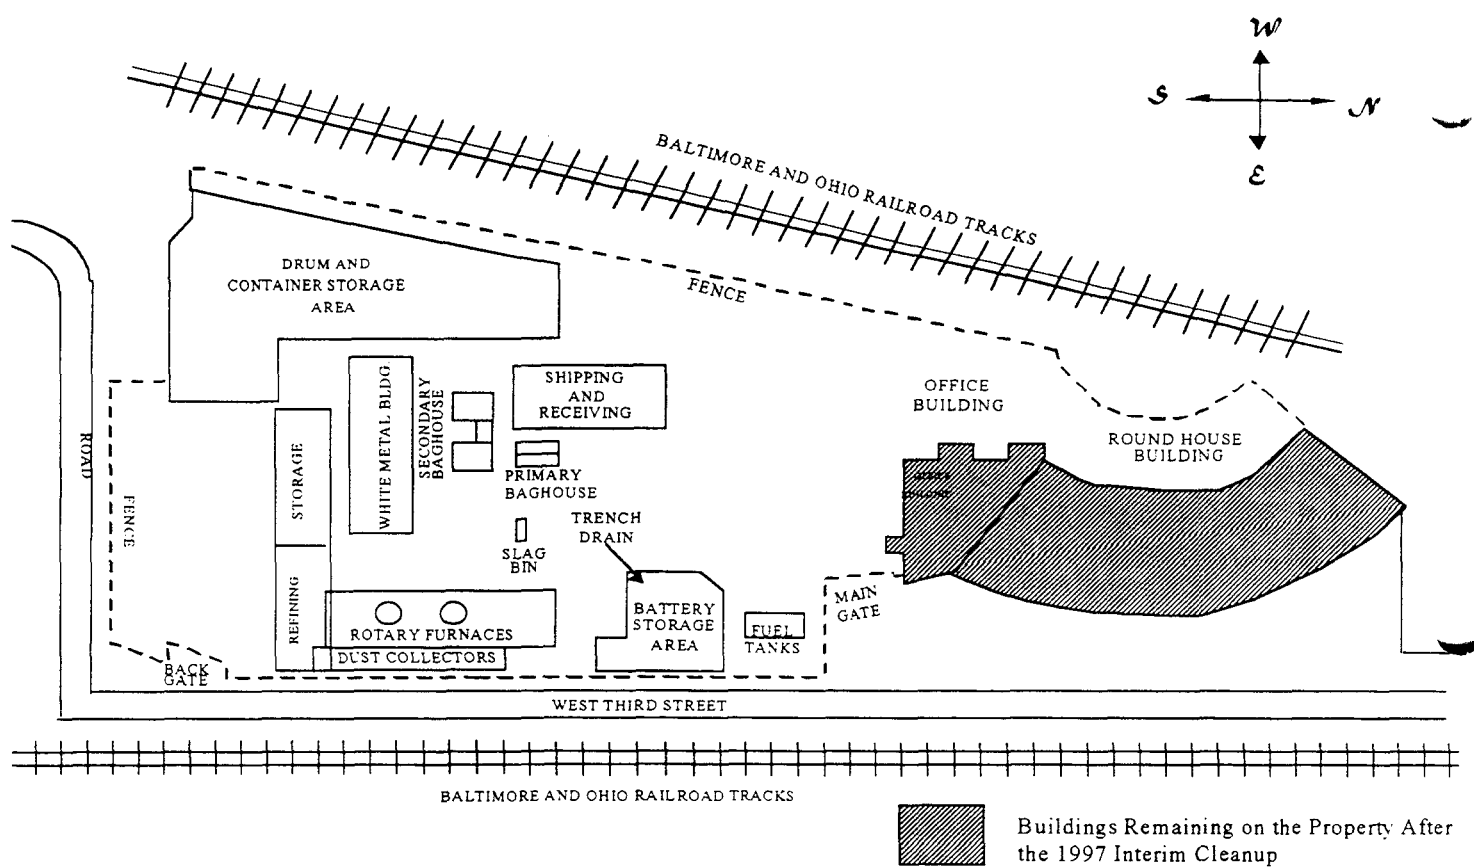 W
S
N
E
BALTIMORE AND OHIO RAILROAD TRACKS
FENCE
DRUM AND
CONTAINER STORAGE
AREA
ROAD
FENCE
STORAGE
REFINING
WHITE METAL BLDG.
SECONDARY
BAGHOUSE
SHIPPING
AND
RECEIVING
PRIMARY
BAGHOUSE
SLAG
BIN
TRENCH
DRAIN
ROTARY FURNACES
DUST COLLECTORS
BATTERY
STORAGE
AREA
FUEL
TANKS
MAIN
GATE
OFFICE
BUILDING
ROUND HOUSE
BUILDING
BACK
GATE
WEST THIRD STREET
BALTIMORE AND OHIO RAILROAD TRACKS
Buildings Remaining on the Property After
the 1997 Interim Cleanup